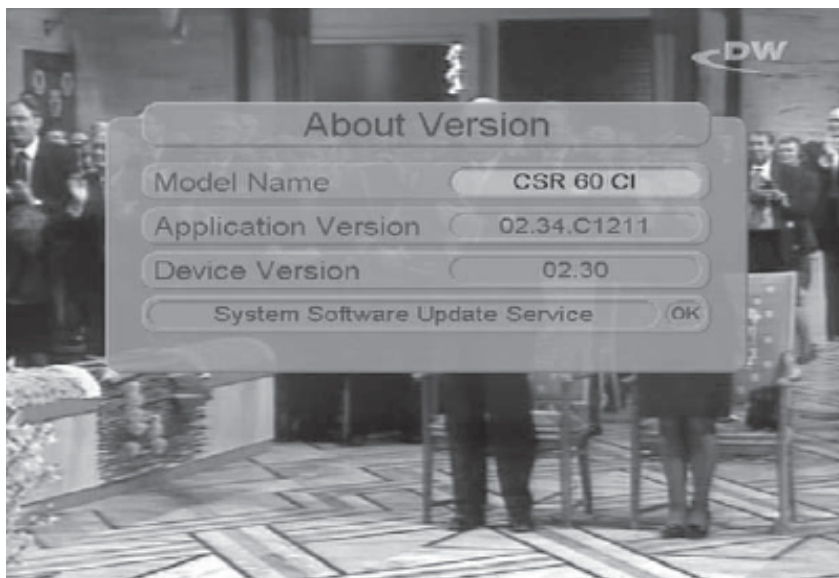 DW
About Version
Model Name CSR 60 CI
Application Version 02.34.C1211
Device Version 02.30
System Software Update Service OK